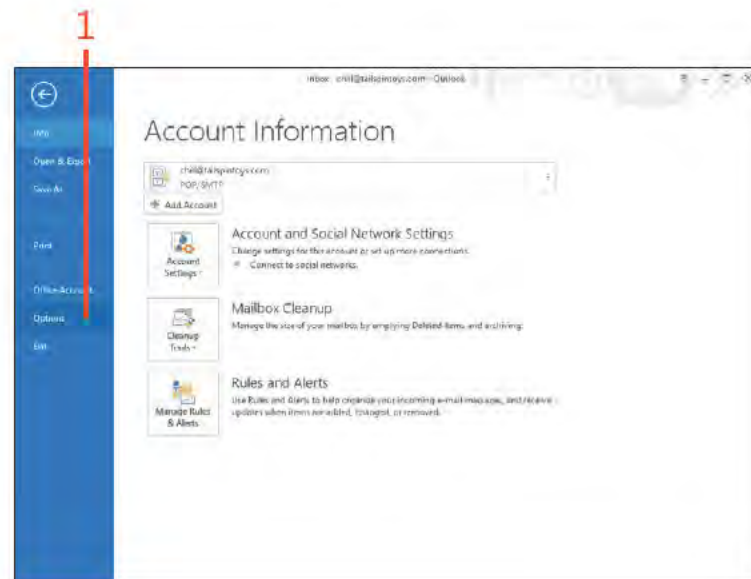 1
Inbox - chill@tailspintoys.com - Outlook
Info
Open & Export
Save As
Print
Office Account
Options
Exit
Account Information
chill@tailspintoys.com
POP/SMTP
Add Account
Account
Settings
Account and Social Network Settings
Change settings for this account or set up more connections.
Connect to social networks.
Cleanup
Tools
Mailbox Cleanup
Manage the size of your mailbox by emptying Deleted Items and archiving.
Manage Rules
& Alerts
Rules and Alerts
Use Rules and Alerts to help organize your incoming e-mail messages, and receive
updates when items are added, changed, or removed.